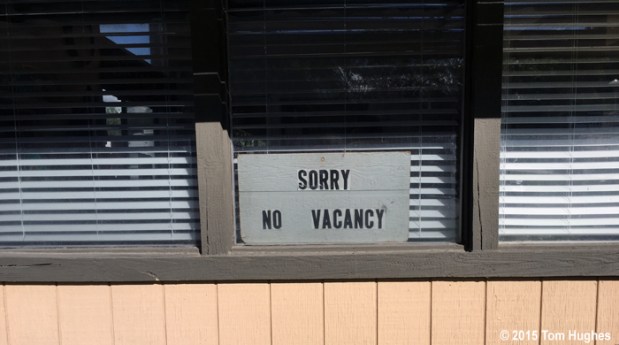 SORRY
NO VACANCY
© 2015 Tom Hughes